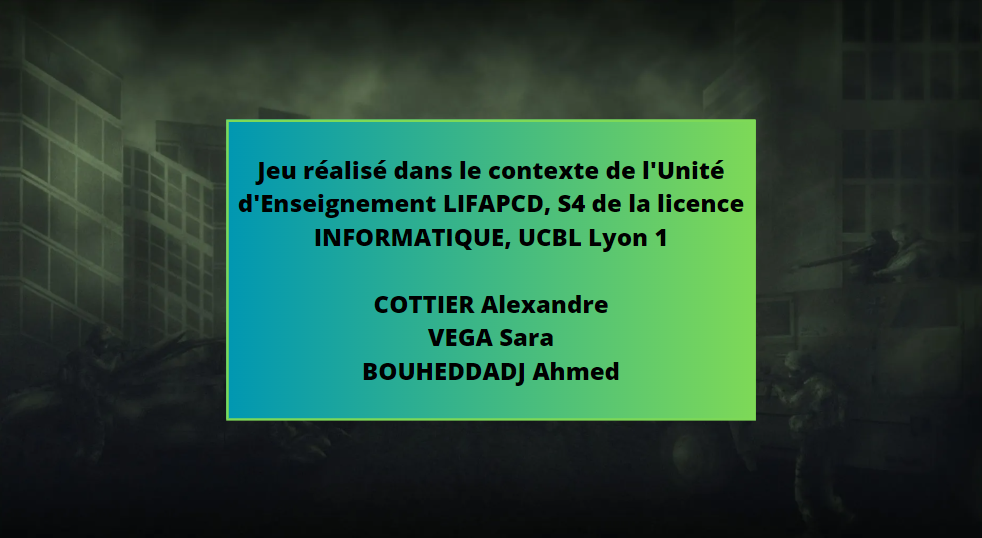 Jeu réalisé dans le contexte de l'Unité
d'Enseignement LIFAPCD, S4 de la licence
INFORMATIQUE, UCBL Lyon 1
COTTIER Alexandre
VEGA Sara
BOUHEDDADJ Ahmed